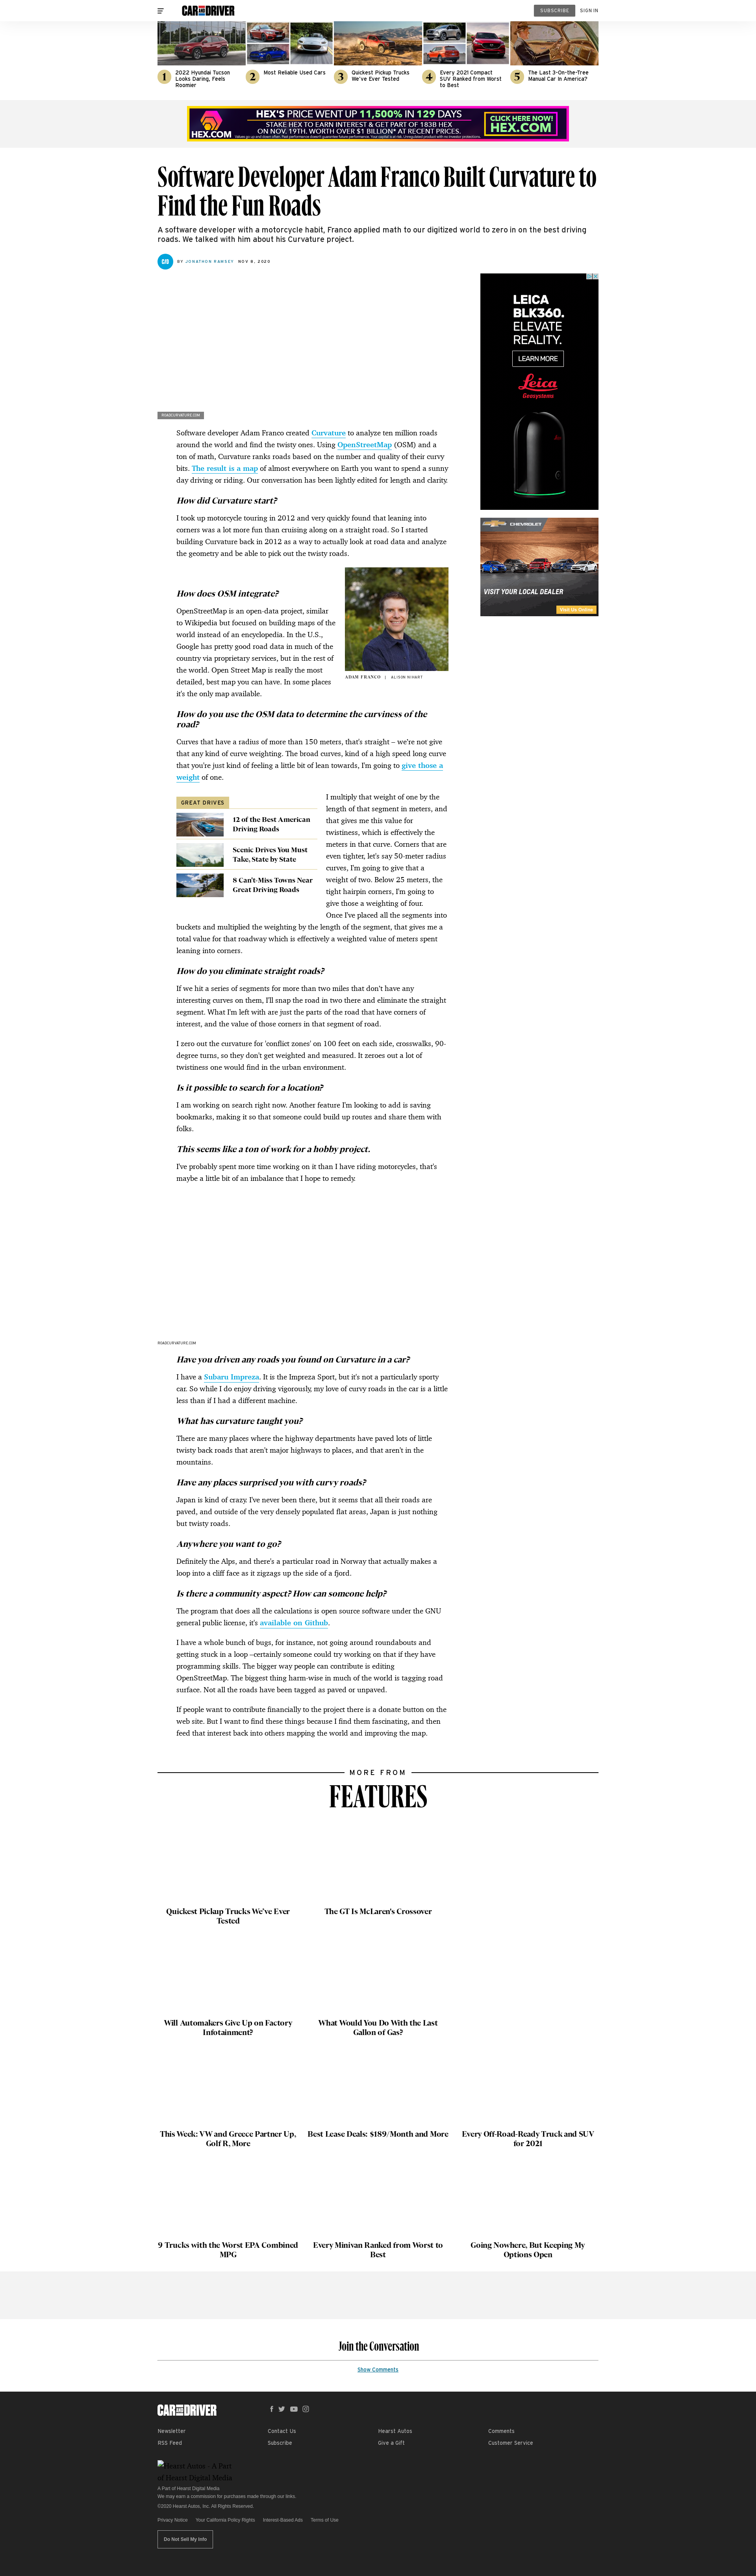 CAR AND DRIVER
SUBSCRIBE
SIGN IN
1
2022 Hyundai Tucson
Looks Daring, Feels
Roomier
2
Most Reliable Used Cars
3
Quickest Pickup Trucks
We've Ever Tested
4
Every 2021 Compact
SUV Ranked from Worst
to Best
5
The Last 3-On-the-Tree
Manual Car in America?
HEX.COM
HEX'S PRICE WENT UP 11,500% IN 129 DAYS
STAKE HEX TO EARN INTEREST & GET PART OF 183B HEX
ON NOV. 19TH. WORTH OVER $1 BILLION* AT RECENT PRICES.
CLICK HERE NOW!
HEX.COM
Software Developer Adam Franco Built Curvature to
Find the Fun Roads
A software developer with a motorcycle habit, Franco applied math to our digitized world to zero in on the best driving
roads. We talked with him about his Curvature project.
BY JONATHON RAMSEY NOV 8, 2020
LEICA
BLK360.
ELEVATE
REALITY.
LEARN MORE
Leica
Geosystems
CHEVROLET
VISIT YOUR LOCAL DEALER
Visit Us Online
ROADCURVATURE.COM
Software developer Adam Franco created Curvature to analyze ten million roads
around the world and find the twisty ones. Using OpenStreetMap (OSM) and a
ton of math, Curvature ranks roads based on the number and quality of their curvy
bits. The result is a map of almost everywhere on Earth you want to spend a sunny
day driving or riding. Our conversation has been lightly edited for length and clarity.
How did Curvature start?
I took up motorcycle touring in 2012 and very quickly found that leaning into
corners was a lot more fun than cruising along on a straight road. So I started
building Curvature back in 2012 as a way to actually look at road data and analyze
the geometry and be able to pick out the twisty roads.
How does OSM integrate?
OpenStreetMap is an open-data project, similar
to Wikipedia but focused on building maps of the
world instead of an encyclopedia. In the U.S.,
Google has pretty good road data in much of the
country via proprietary services, but in the rest of
the world. Open Street Map is really the most
detailed, best map you can have. In some places
it's the only map available.
ADAM FRANCO | ALISON NIHART
How do you use the OSM data to determine the curviness of the
road?
Curves that have a radius of more than 150 meters, that's straight – we're not give
that any kind of curve weighting. The broad curves, kind of a high speed long curve
that you're just kind of feeling a little bit of lean towards, I'm going to give those a
weight of one.
GREAT DRIVES
12 of the Best American
Driving Roads
Scenic Drives You Must
Take, State by State
8 Can't-Miss Towns Near
Great Driving Roads
I multiply that weight of one by the
length of that segment in meters, and
that gives me this value for
twistiness, which is effectively the
meters in that curve. Corners that are
even tighter, let's say 50-meter radius
curves, I'm going to give that a
weight of two. Below 25 meters, the
tight hairpin corners, I'm going to
give those a weighting of four.
Once I've placed all the segments into
buckets and multiplied the weighting by the length of the segment, that gives me a
total value for that roadway which is effectively a weighted value of meters spent
leaning into corners.
How do you eliminate straight roads?
If we hit a series of segments for more than two miles that don't have any
interesting curves on them, I'll snap the road in two there and eliminate the straight
segment. What I'm left with are just the parts of the road that have corners of
interest, and the value of those corners in that segment of road.
I zero out the curvature for 'conflict zones' on 100 feet on each side, crosswalks, 90-
degree turns, so they don't get weighted and measured. It zeroes out a lot of
twistiness one would find in the urban environment.
Is it possible to search for a location?
I am working on search right now. Another feature I'm looking to add is saving
bookmarks, making it so that someone could build up routes and share them with
folks.
This seems like a ton of work for a hobby project.
I've probably spent more time working on it than I have riding motorcycles, that's
maybe a little bit of an imbalance that I hope to remedy.
ROADCURVATURE.COM
Have you driven any roads you found on Curvature in a car?
I have a Subaru Impreza. It is the Impreza Sport, but it's not a particularly sporty
car. So while I do enjoy driving vigorously, my love of curvy roads in the car is a little
less than if I had a different machine.
What has curvature taught you?
There are many places where the highway departments have paved lots of little
twisty back roads that aren't major highways to places, and that aren't in the
mountains.
Have any places surprised you with curvy roads?
Japan is kind of crazy. I've never been there, but it seems that all their roads are
paved, and outside of the very densely populated flat areas, Japan is just nothing
but twisty roads.
Anywhere you want to go?
Definitely the Alps, and there's a particular road in Norway that actually makes a
loop into a cliff face as it zigzags up the side of a fjord.
Is there a community aspect? How can someone help?
The program that does all the calculations is open source software under the GNU
general public license, it's available on Github.
I have a whole bunch of bugs, for instance, not going around roundabouts and
getting stuck in a loop –certainly someone could try working on that if they have
programming skills. The bigger way people can contribute is editing
OpenStreetMap. The biggest thing harm-wise in much of the world is tagging road
surface. Not all the roads have been tagged as paved or unpaved.
If people want to contribute financially to the project there is a donate button on the
web site. But I want to find these things because I find them fascinating, and then
feed that interest back into others mapping the world and improving the map.
MORE FROM
FEATURES
Quickest Pickup Trucks We've Ever
Tested
The GT Is McLaren's Crossover
Will Automakers Give Up on Factory
Infotainment?
What Would You Do With the Last
Gallon of Gas?
This Week: VW and Greece Partner Up,
Golf R, More
Best Lease Deals: $189/Month and More
Every Off-Road-Ready Truck and SUV
for 2021
9 Trucks with the Worst EPA Combined
MPG
Every Minivan Ranked from Worst to
Best
Going Nowhere, But Keeping My
Options Open
Join the Conversation
Show Comments
CAR AND DRIVER
Newsletter
Contact Us
Hearst Autos
Comments
RSS Feed
Subscribe
Give a Gift
Customer Service
Hearst Autos - A Part
of Hearst Digital Media
A Part of Hearst Digital Media
We may earn a commission for purchases made through our links.
©2020 Hearst Autos, Inc. All Rights Reserved.
Privacy Notice
Your California Policy Rights
Interest-Based Ads
Terms of Use
Do Not Sell My Info